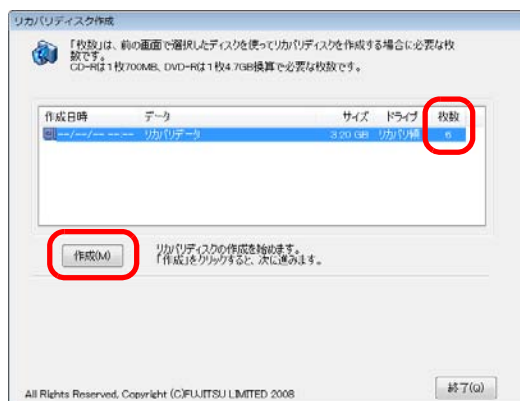 リカバリディスク作成
「枚数」は、前の画面で選択したディスクを使ってリカバリディスクを作成する場合に必要な枚
数です。
CD-Rは1枚700MB、DVD-Rは1枚4.7GB換算で必要な枚数です。
作成日時 データ サイズ ドライブ 枚数
--/--/-- --:-- リカバリデータ 3.20 GB リカバリ領 6
作成(M)
リカバリディスクの作成を始めます。
「作成」をクリックすると、次に進みます。
終了(Q)
All Rights Reserved, Copyright (C)FUJITSU LIMITED 2008